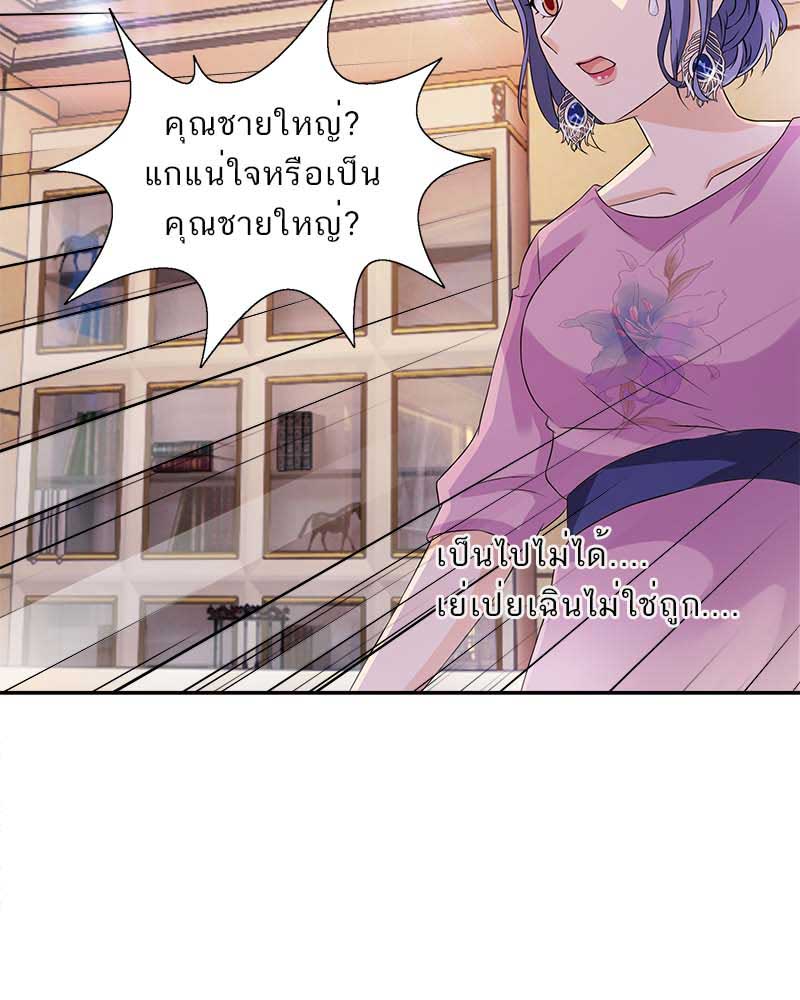 คุณชายใหญ่?
แกแน่ใจหรือเป็น
คุณชายใหญ่?
เป็นไปไม่ได้....
เย่เป่ยเฉินไม่ใช่ถูก....